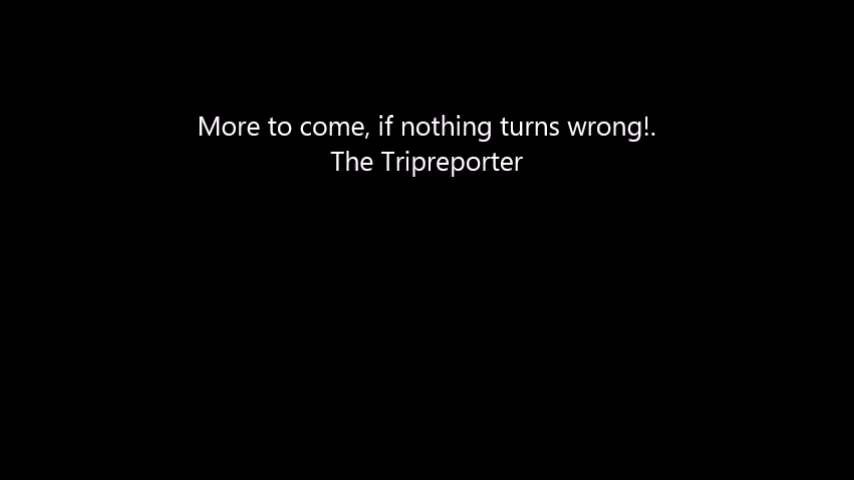 More to come, if nothing turns wrong!.
The Tripreporter